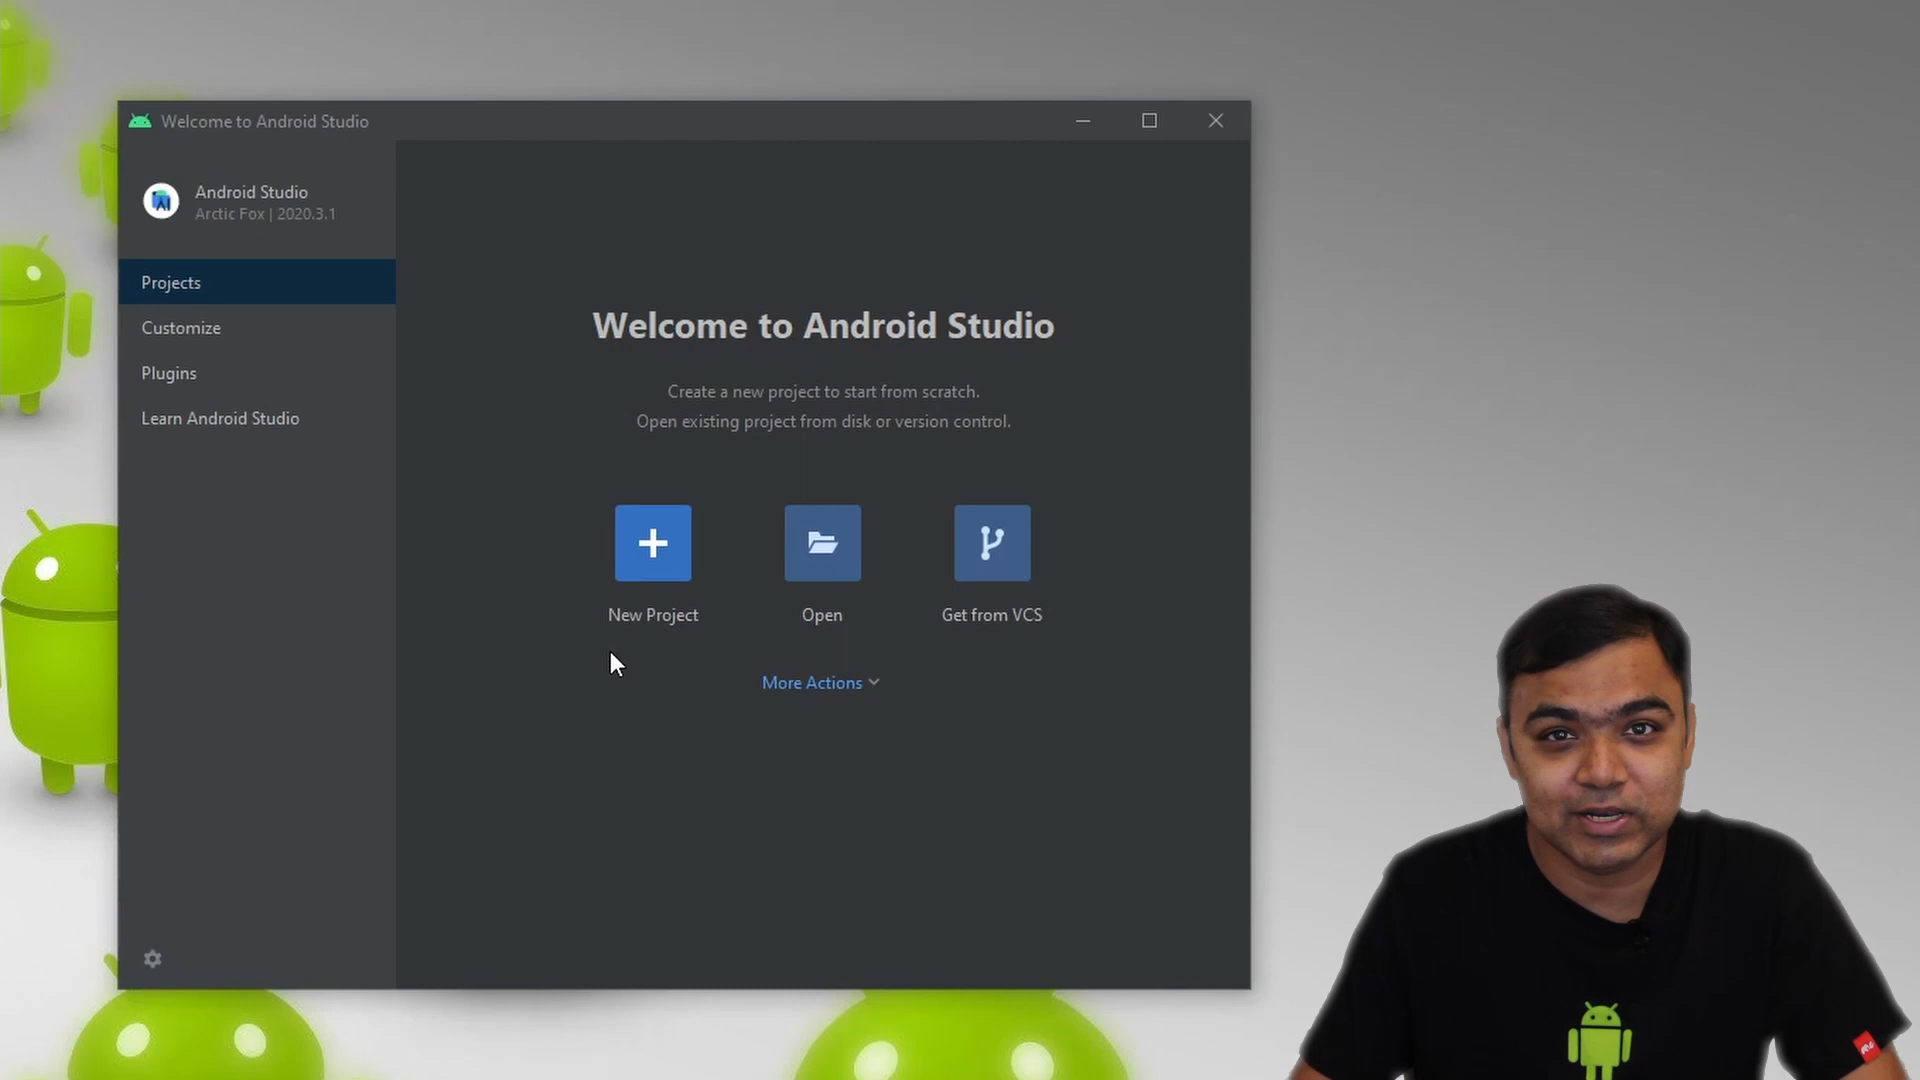 Welcome to Android Studio
Android Studio
Arctic Fox | 2020.3.1
Projects
Customize
Plugins
Learn Android Studio
Welcome to Android Studio
Create a new project to start from scratch.
Open existing project from disk or version control.
New Project
Open
Get from VCS
More Actions